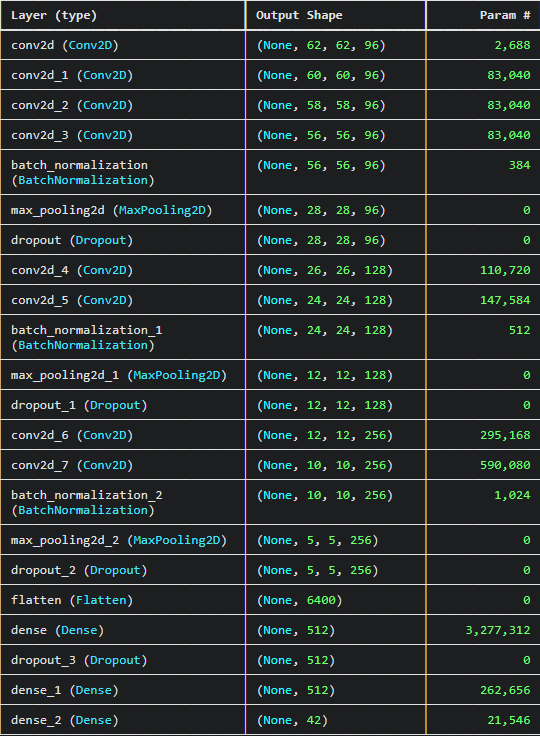 Layer (type) Output Shape Param #
conv2d (Conv2D) (None, 62, 62, 96) 2,688
conv2d_1 (Conv2D) (None, 60, 60, 96) 83,040
conv2d_2 (Conv2D) (None, 58, 58, 96) 83,040
conv2d_3 (Conv2D) (None, 56, 56, 96) 83,040
batch_normalization (None, 56, 56, 96) 384
(BatchNormalization)
max_pooling2d (MaxPooling2D) (None, 28, 28, 96) 0
dropout (Dropout) (None, 28, 28, 96) 0
conv2d_4 (Conv2D) (None, 26, 26, 128) 110,720
conv2d_5 (Conv2D) (None, 24, 24, 128) 147,584
batch_normalization_1 (None, 24, 24, 128) 512
(BatchNormalization)
max_pooling2d_1 (MaxPooling2D) (None, 12, 12, 128) 0
dropout_1 (Dropout) (None, 12, 12, 128) 0
conv2d_6 (Conv2D) (None, 12, 12, 256) 295,168
conv2d_7 (Conv2D) (None, 10, 10, 256) 590,080
batch_normalization_2 (None, 10, 10, 256) 1,024
(BatchNormalization)
max_pooling2d_2 (MaxPooling2D) (None, 5, 5, 256) 0
dropout_2 (Dropout) (None, 5, 5, 256) 0
flatten (Flatten) (None, 6400) 0
dense (Dense) (None, 512) 3,277,312
dropout_3 (Dropout) (None, 512) 0
dense_1 (Dense) (None, 512) 262,656
dense_2 (Dense) (None, 42) 21,546